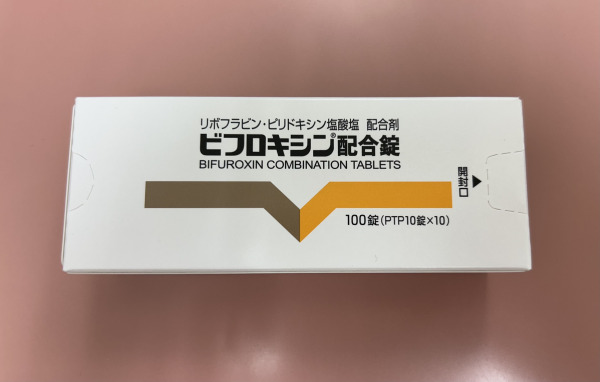 リボフラビン・ピリドキシン塩酸塩 配合剤
ビフロキシン®配合錠
BIFUROXIN COMBINATION TABLETS
開封口
100錠(PTP10錠×10)